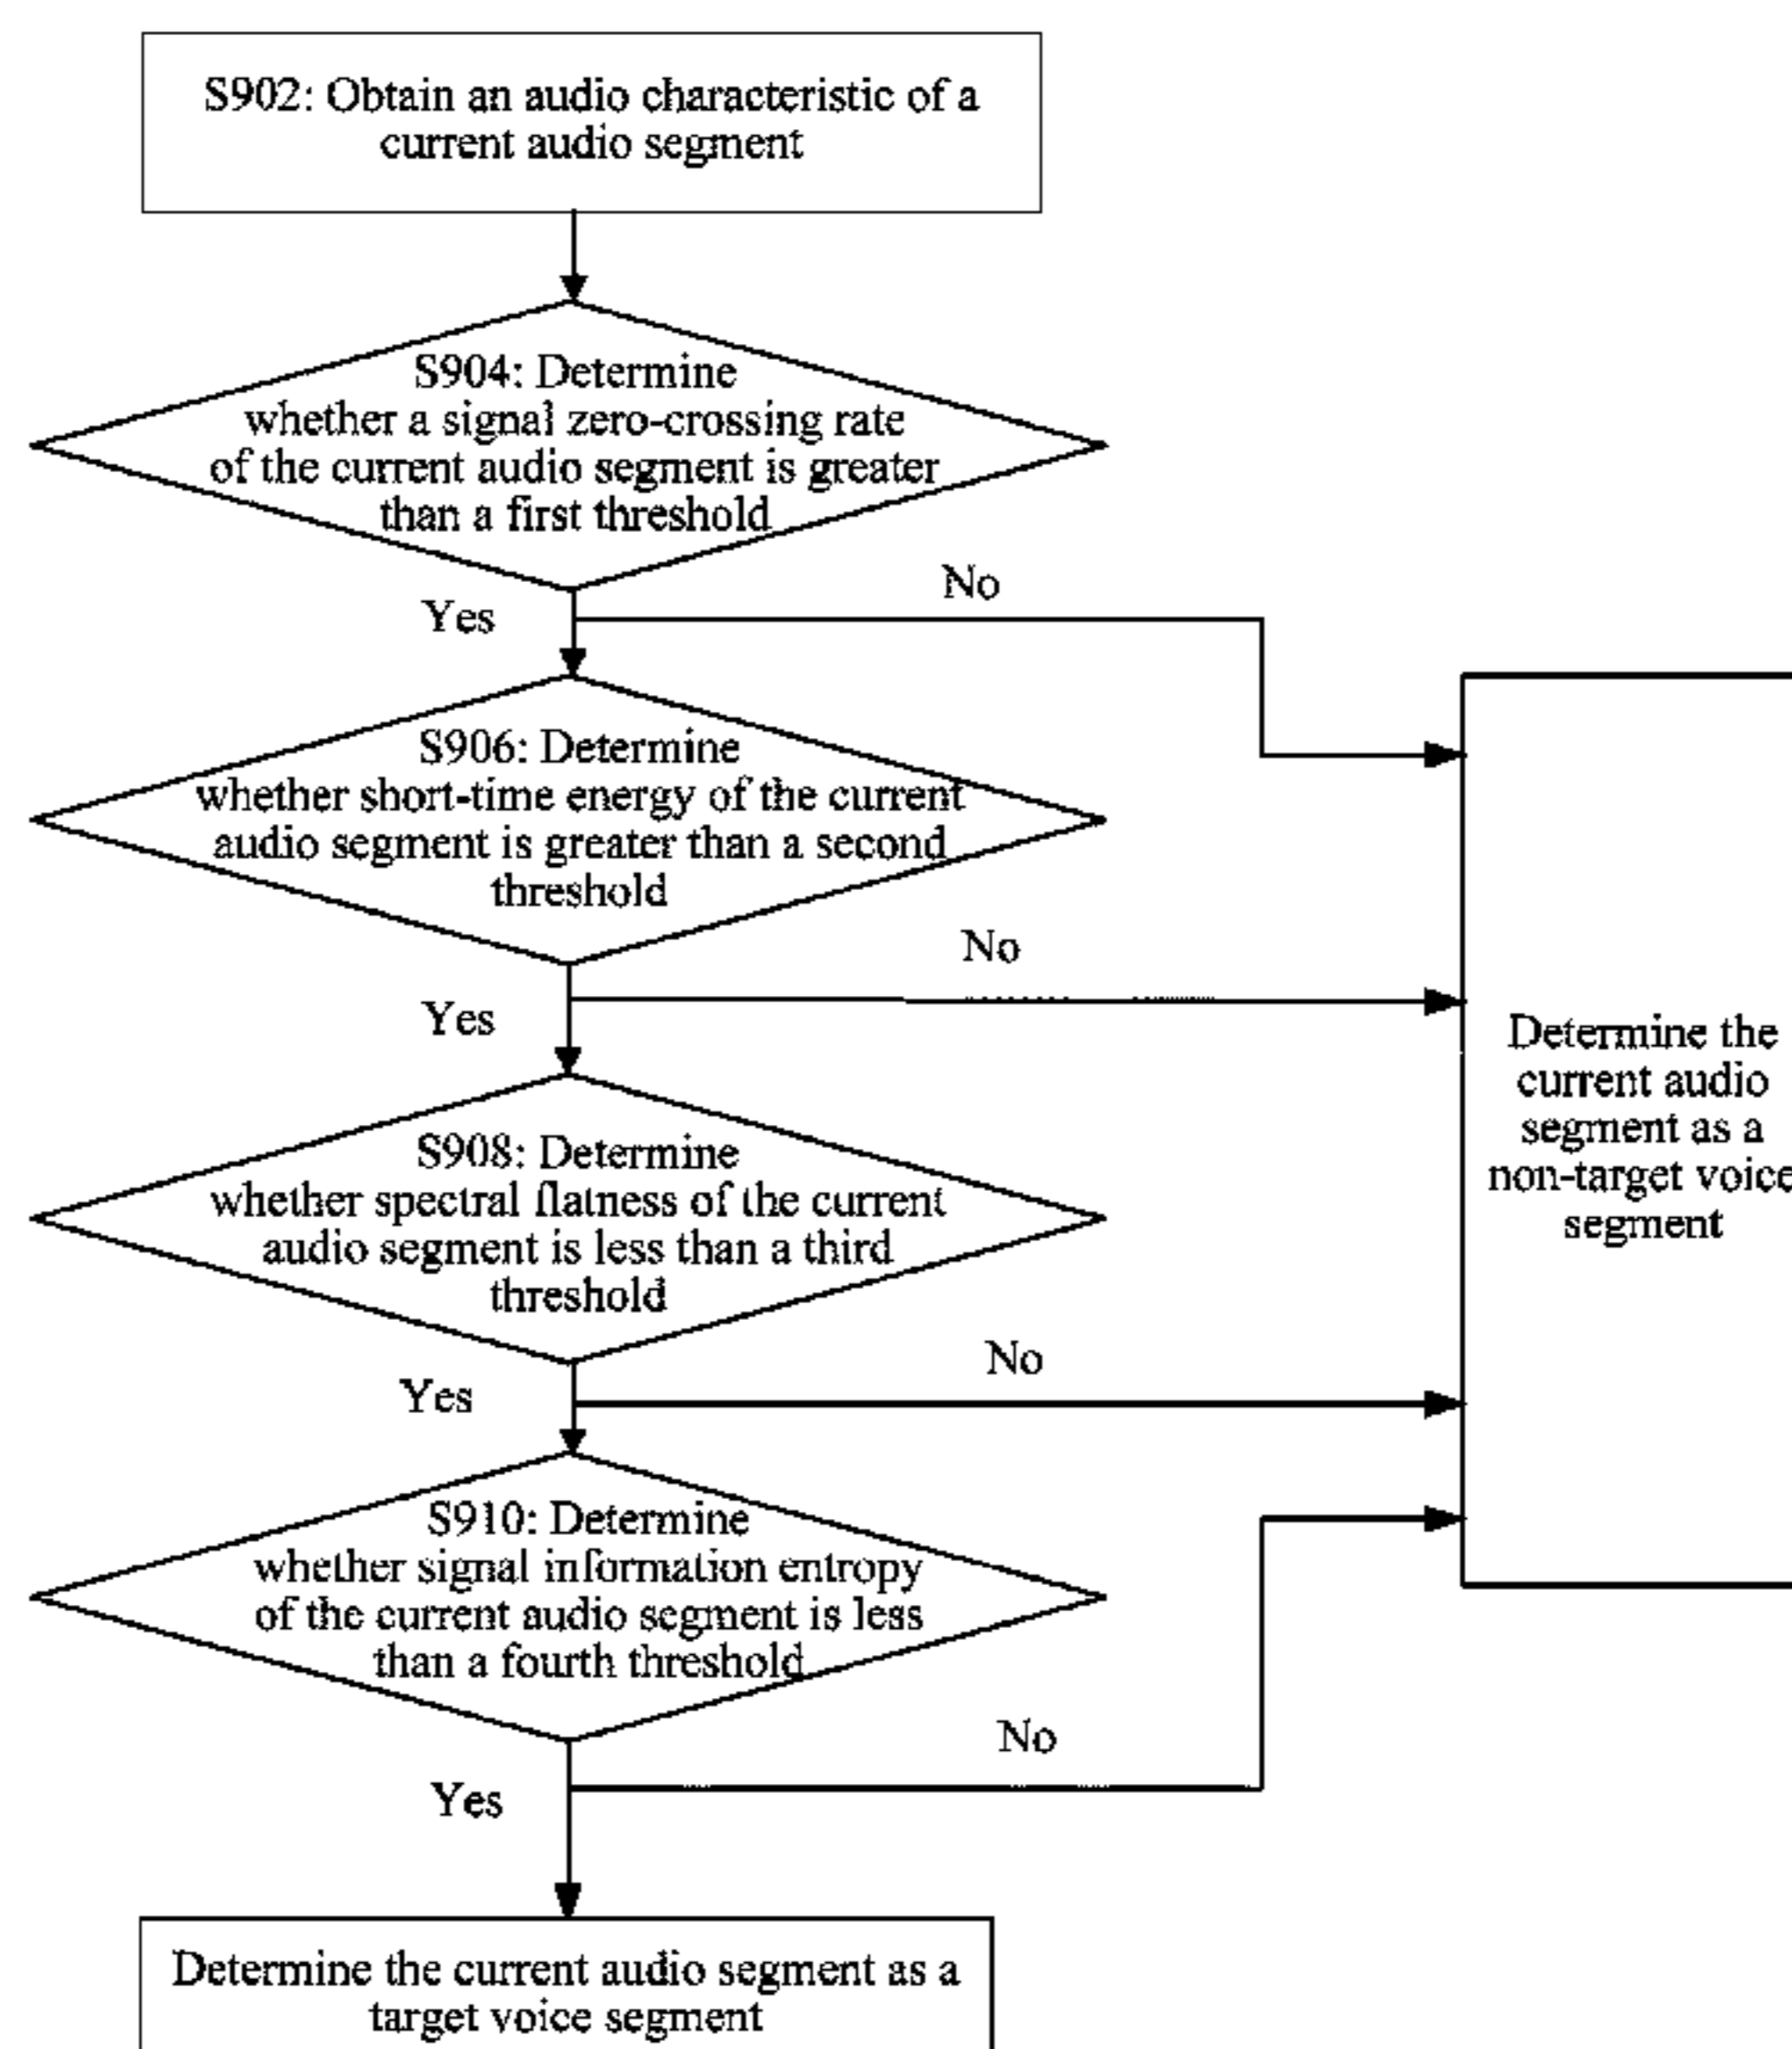 S902: Obtain an audio characteristic of a
current audio segment
S904: Determine
whether a signal zero-crossing rate
of the current audio segment is greater
than a first threshold
No
Yes
S906: Determine
whether short-time energy of the current
audio segment is greater than a second
threshold
No
Yes
Determine the
current audio
segment as a
non-target voice
segment
S908: Determine
whether spectral flatness of the current
audio segment is less than a third
threshold
No
Yes
S910: Determine
whether signal information entropy
of the current audio segment is less
than a fourth threshold
No
Yes
Determine the current audio segment as a
target voice segment